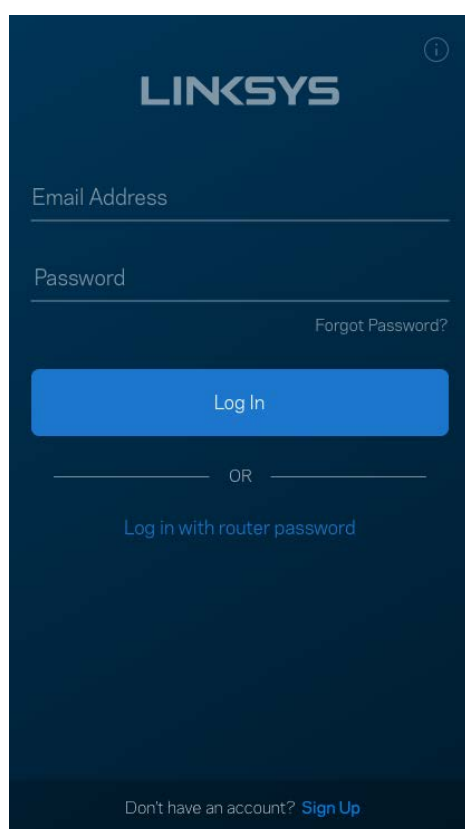 LINKSYS
Email Address
Password
Forgot Password?
Log In
OR
Log in with router password
Don't have an account? Sign Up